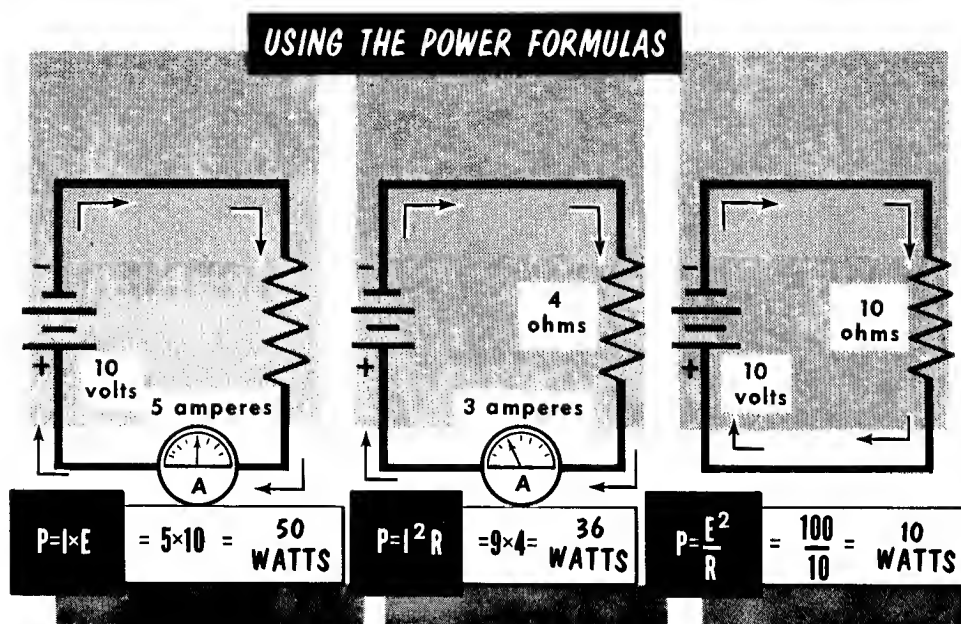 USING THE POWER FORMULAS
-
+
10
volts
5 amperes
A
P=I×E = 5×10 = 50 WATTS
-
+
4
ohms
3 amperes
A
P=I²R =9×4= 36 WATTS
-
+
10
volts
10
ohms
P=E²/R = 100/10 = 10 WATTS